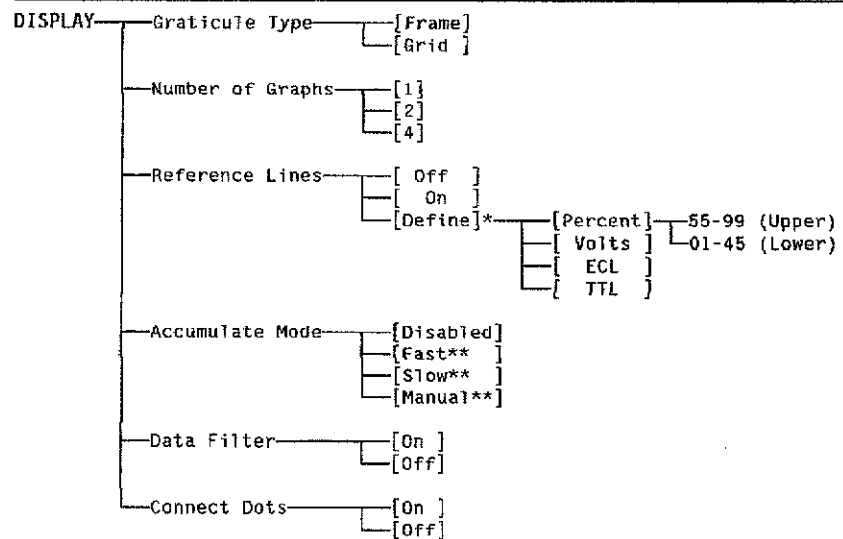 DISPLAY Graticule Type [Frame]
[Grid ]
Number of Graphs [1]
[2]
[4]
Reference Lines [ Off ]
[ On ]
[Define]* [Percent] 55-99 (Upper)
[ Volts ] 01-45 (Lower)
[ ECL ]
[ TTL ]
Accumulate Mode [Disabled]
[Fast** ]
[Slow** ]
[Manual**]
Data Filter [On ]
[Off]
Connect Dots [On ]
[Off]